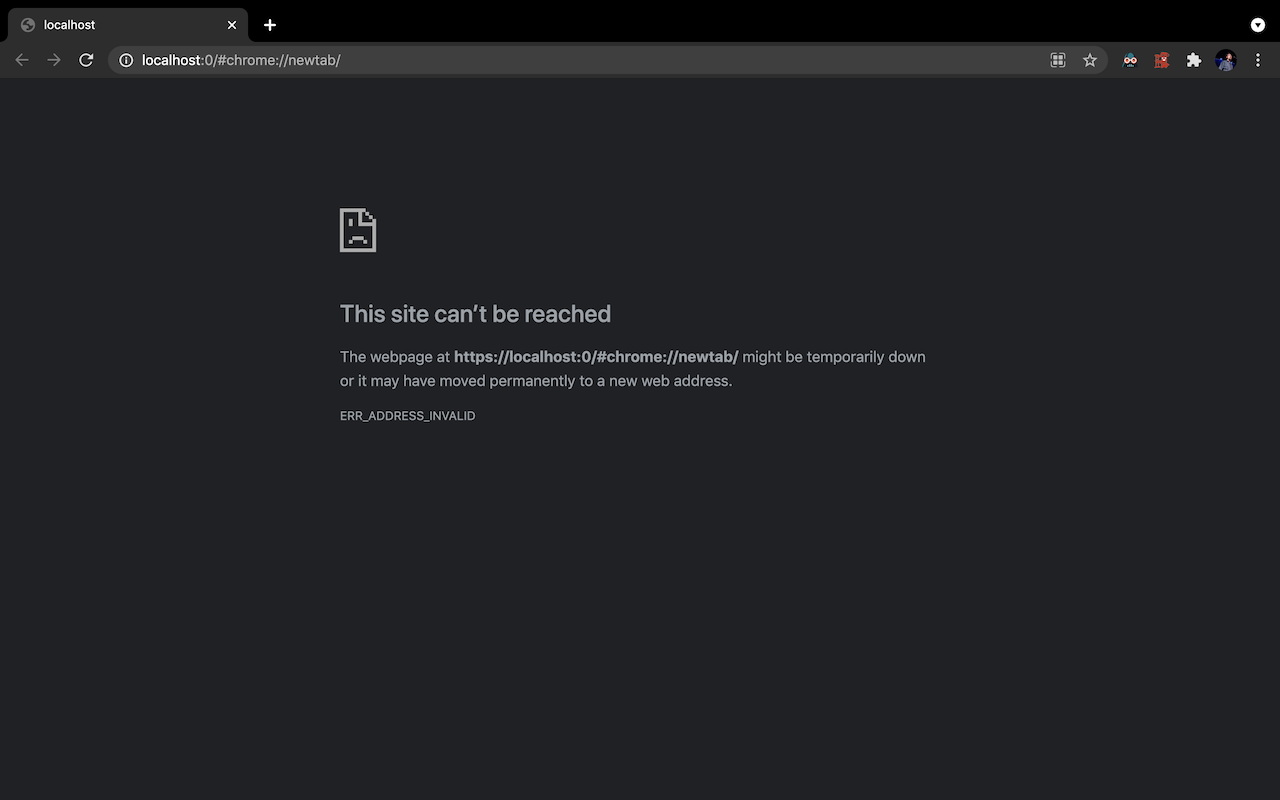 localhost
localhost:0/#chrome://newtab/
This site can’t be reached
The webpage at https://localhost:0/#chrome://newtab/ might be temporarily down
or it may have moved permanently to a new web address.
ERR_ADDRESS_INVALID